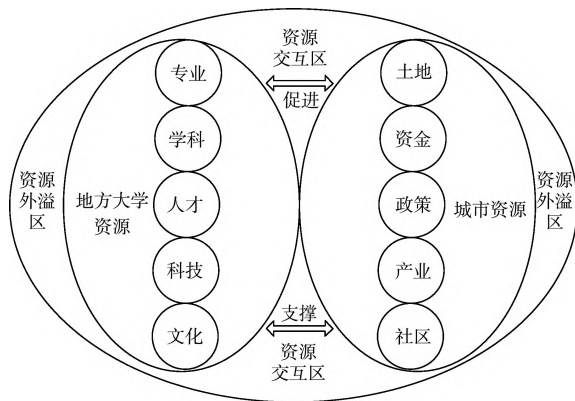 资源
交互区
促进
专业
学科
人才
科技
文化
土地
资金
政策
产业
社区
资源
外溢
区
地方大学
资源
城市资源
资源
外溢
区
支撑
资源
交互区